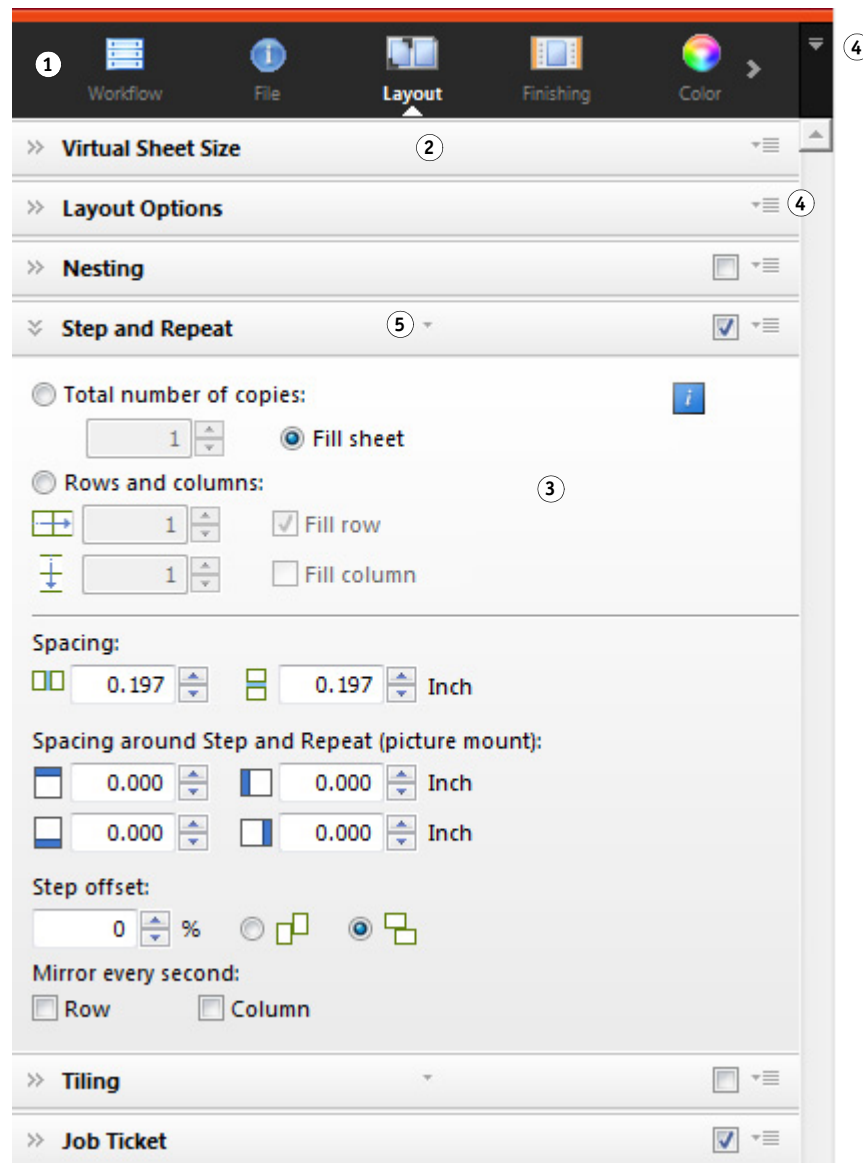 1 Workflow File Layout Finishing Color 4
Virtual Sheet Size 2
Layout Options 4
Nesting
Step and Repeat 5
Total number of copies: i
1 Fill sheet
Rows and columns: 3
1 Fill row
1 Fill column
Spacing:
0.197 0.197 Inch
Spacing around Step and Repeat (picture mount):
0.000 0.000 Inch
0.000 0.000 Inch
Step offset:
0 %
Mirror every second:
Row Column
Tiling
Job Ticket